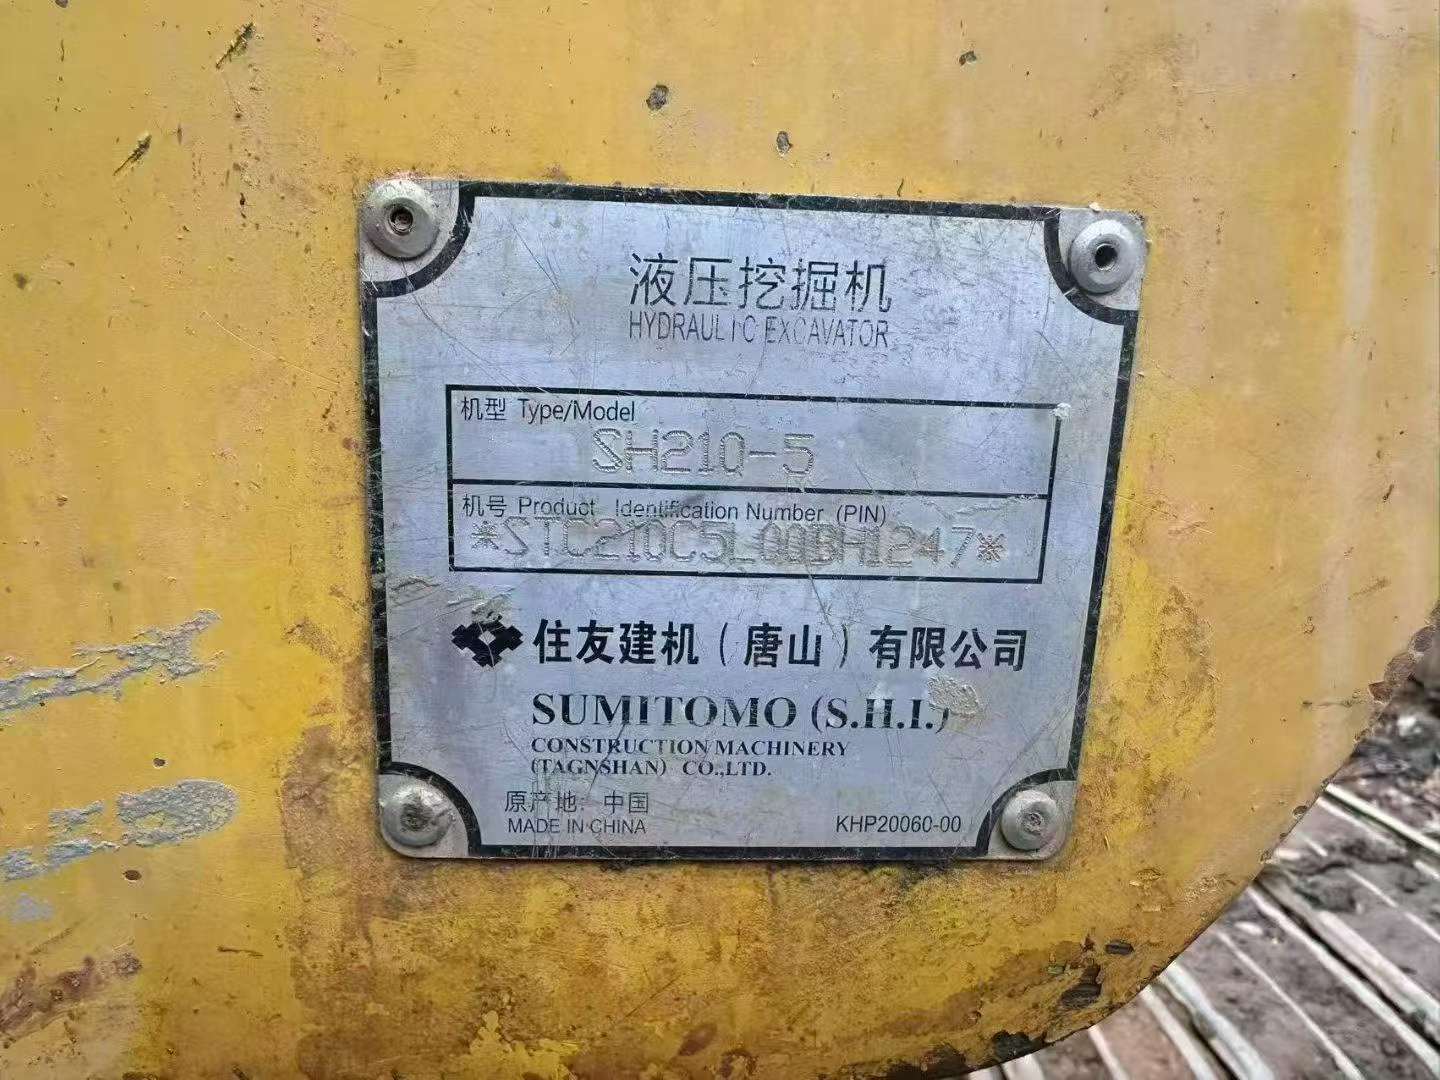 液压挖掘机
HYDRAULIC EXCAVATOR
机型 Type/Model
SH210-5
机号 Product Identification Number (PIN)
*STC210C5L00BH1247*
住友建机（唐山）有限公司
SUMITOMO (S.H.I.)
CONSTRUCTION MACHINERY
(TAGNSHAN) CO.,LTD.
原产地: 中国
MADE IN CHINA
KHP20060-00